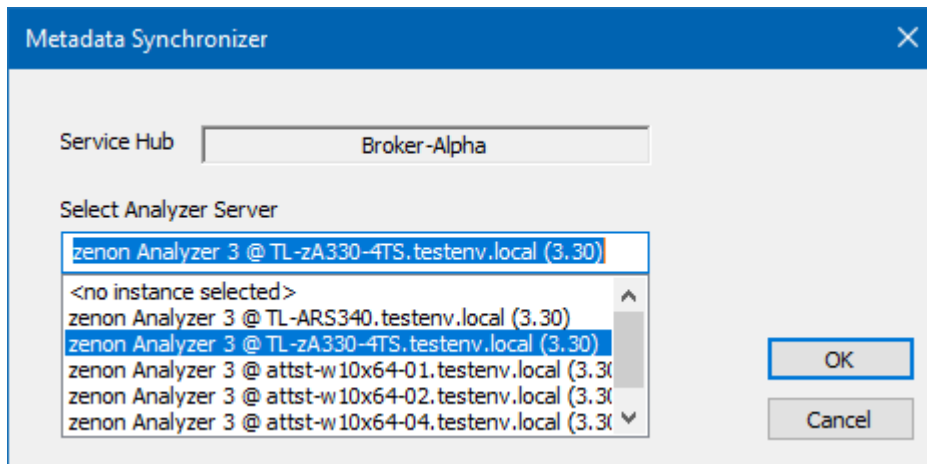 Metadata Synchronizer
Service Hub
Broker-Alpha
Select Analyzer Server
zenon Analyzer 3 @ TL-zA330-4TS.testenv.local (3.30)
<no instance selected>
zenon Analyzer 3 @ TL-ARS340.testenv.local (3.30)
zenon Analyzer 3 @ TL-zA330-4TS.testenv.local (3.30)
zenon Analyzer 3 @ attst-w10x64-01.testenv.local (3.30
zenon Analyzer 3 @ attst-w10x64-02.testenv.local (3.30
zenon Analyzer 3 @ attst-w10x64-04.testenv.local (3.30
OK
Cancel